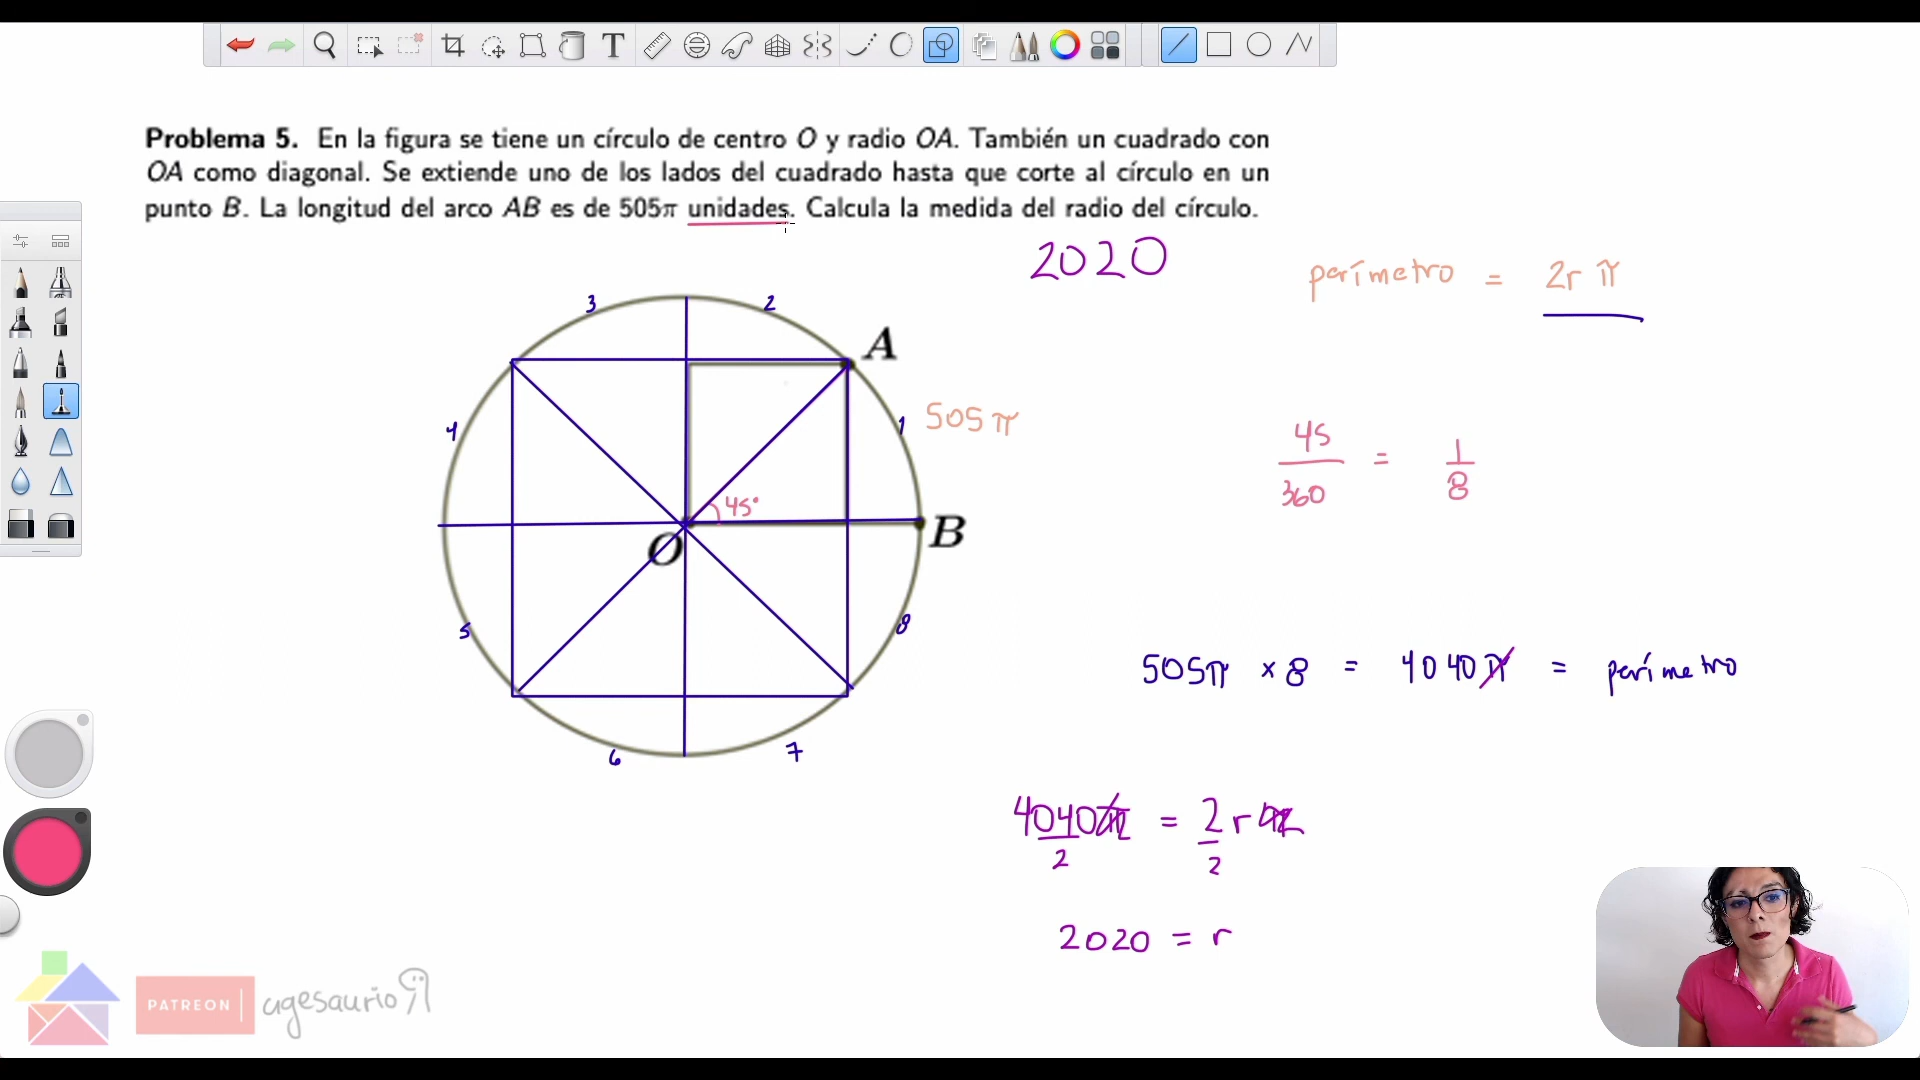 Problema 5. En la figura se tiene un círculo de centro O y radio OA. También un cuadrado con
OA como diagonal. Se extiende uno de los lados del cuadrado hasta que corte al círculo en un
punto B. La longitud del arco AB es de 505π unidades. Calcula la medida del radio del círculo.
2020
perímetro = 2r π
3
2
A
4
1
505 π
45/360 = 1/8
45°
O
B
5
8
505π × 8 = 4040π = perímetro
6
7
4040π/2 = 2rπ/2
2020 = r
PATREON
agesaurio
T